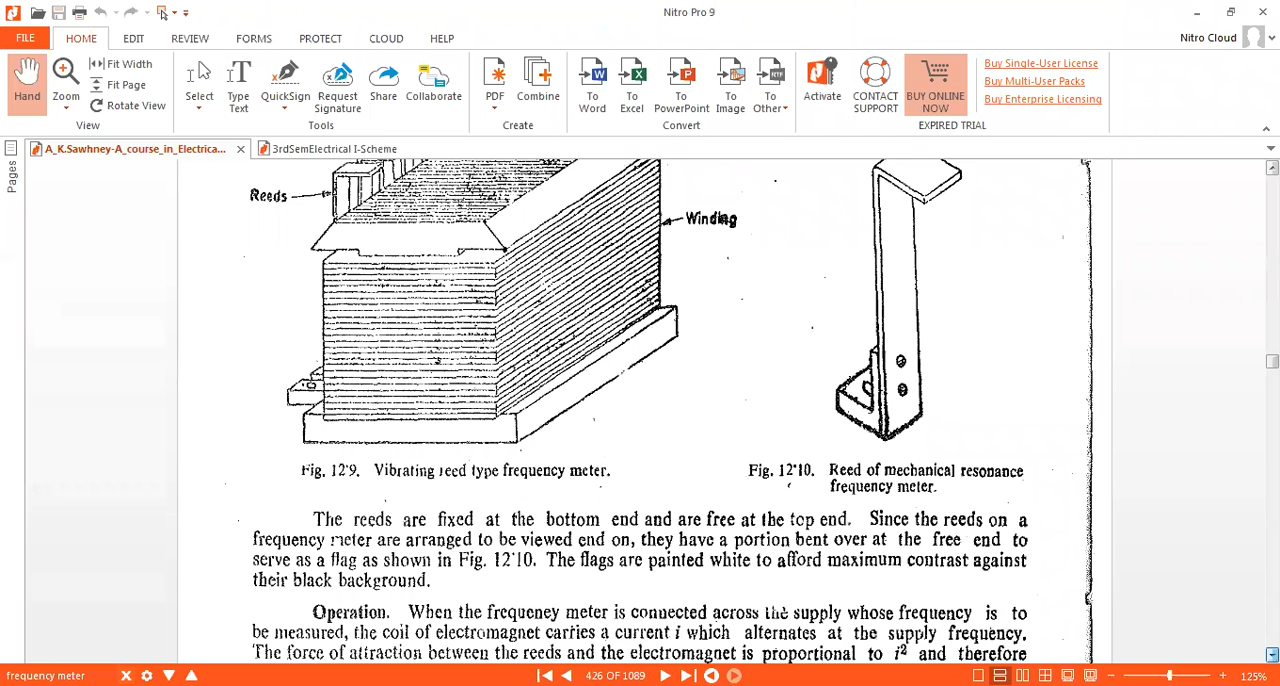 Nitro Pro 9
FILE HOME EDIT REVIEW FORMS PROTECT CLOUD HELP
Nitro Cloud
Hand
Zoom
Fit Width
Fit Page
Rotate View
View
Select
Type Text
QuickSign
Request Signature
Share
Collaborate
Tools
PDF
Combine
Create
To Word
To Excel
To PowerPoint
To Image
To Other
Convert
Activate
CONTACT SUPPORT
BUY ONLINE NOW
Buy Single-User License
Buy Multi-User Packs
Buy Enterprise Licensing
EXPIRED TRIAL
A_K.Sawhney-A_course_in_Electrica...
3rdSemElectrical I-Scheme
Pages
Reeds
Winding
Fig. 12·9. Vibrating reed type frequency meter.
Fig. 12·10. Reed of mechanical resonance
frequency meter.
The reeds are fixed at the bottom end and are free at the top end. Since the reeds on a
frequency meter are arranged to be viewed end on, they have a portion bent over at the free end to
serve as a flag as shown in Fig. 12·10. The flags are painted white to afford maximum contrast against
their black background.
Operation. When the frequency meter is connected across the supply whose frequency is to
be measured, the coil of electromagnet carries a current i which alternates at the supply frequency.
The force of attraction between the reeds and the electromagnet is proportional to i² and therefore
frequency meter
426 OF 1089
125%